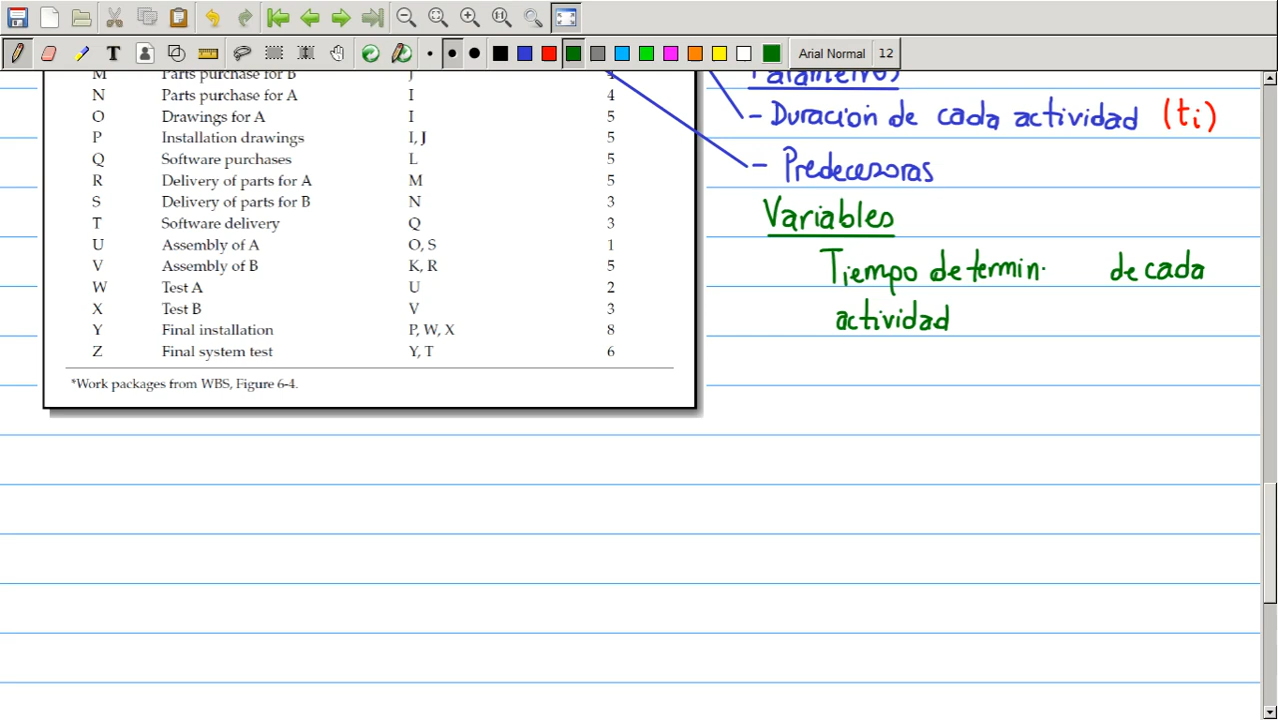 Arial Normal 12
M Parts purchase for B J 4
N Parts purchase for A I 4
O Drawings for A I 5
P Installation drawings I, J 5
Q Software purchases L 5
R Delivery of parts for A M 5
S Delivery of parts for B N 3
T Software delivery Q 3
U Assembly of A O, S 1
V Assembly of B K, R 5
W Test A U 2
X Test B V 3
Y Final installation P, W, X 8
Z Final system test Y, T 6
*Work packages from WBS, Figure 6-4.
Parámetros
- Duración de cada actividad (ti)
- Predecesoras
Variables
Tiempo de termin. de cada
actividad